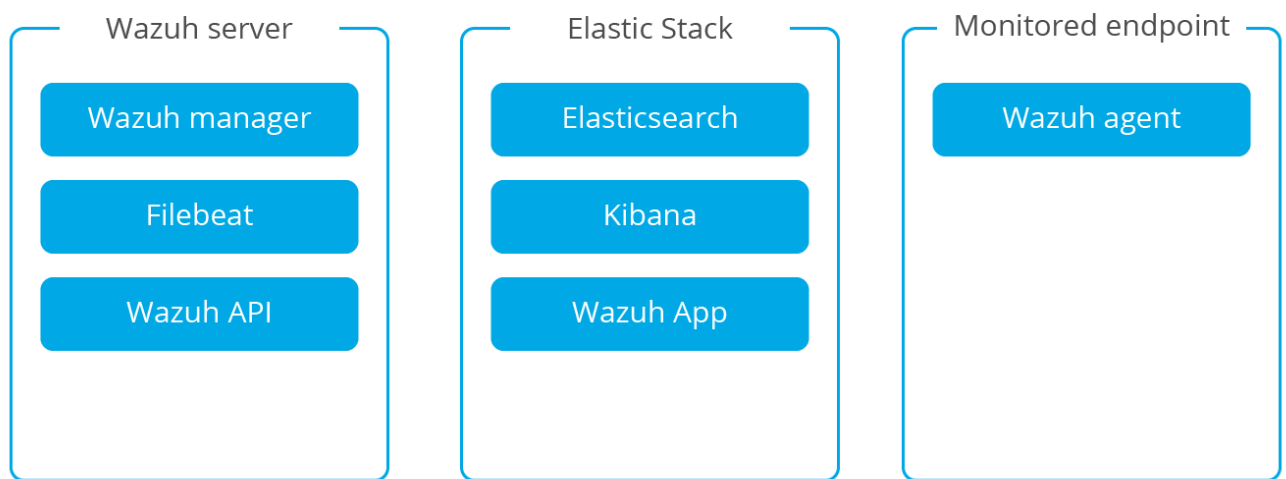 Wazuh server
Wazuh manager
Filebeat
Wazuh API
Elastic Stack
Elasticsearch
Kibana
Wazuh App
Monitored endpoint
Wazuh agent